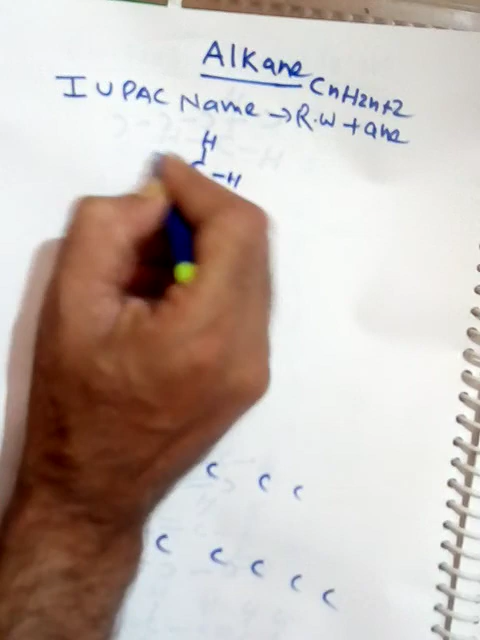 Alkane CnH2n+2
IUPAC Name → R.W + ane
H
C-H
C C C
C C C C C